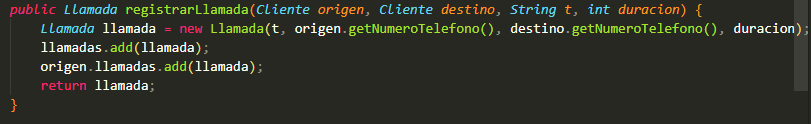 public Llamada registrarLlamada(Cliente origen, Cliente destino, String t, int duracion) {
    Llamada llamada = new Llamada(t, origen.getNumeroTelefono(), destino.getNumeroTelefono(), duracion);
    llamadas.add(llamada);
    origen.llamadas.add(llamada);
    return llamada;
}